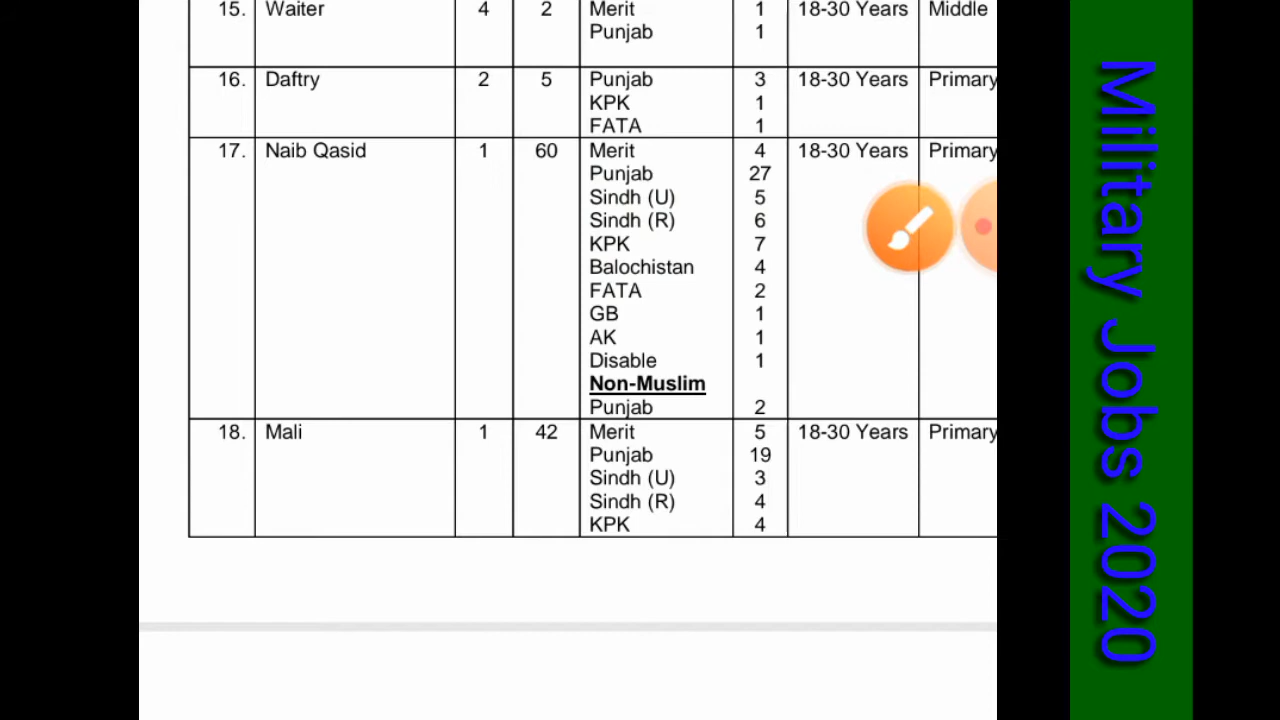 15. Waiter 4 2 Merit 1 18-30 Years Middle
Punjab 1
16. Daftry 2 5 Punjab 3 18-30 Years Primary
KPK 1
FATA 1
17. Naib Qasid 1 60 Merit 4 18-30 Years Primary
Punjab 27
Sindh (U) 5
Sindh (R) 6
KPK 7
Balochistan 4
FATA 2
GB 1
AK 1
Disable 1
Non-Muslim
Punjab 2
18. Mali 1 42 Merit 5 18-30 Years Primary
Punjab 19
Sindh (U) 3
Sindh (R) 4
KPK 4
Military Jobs 2020